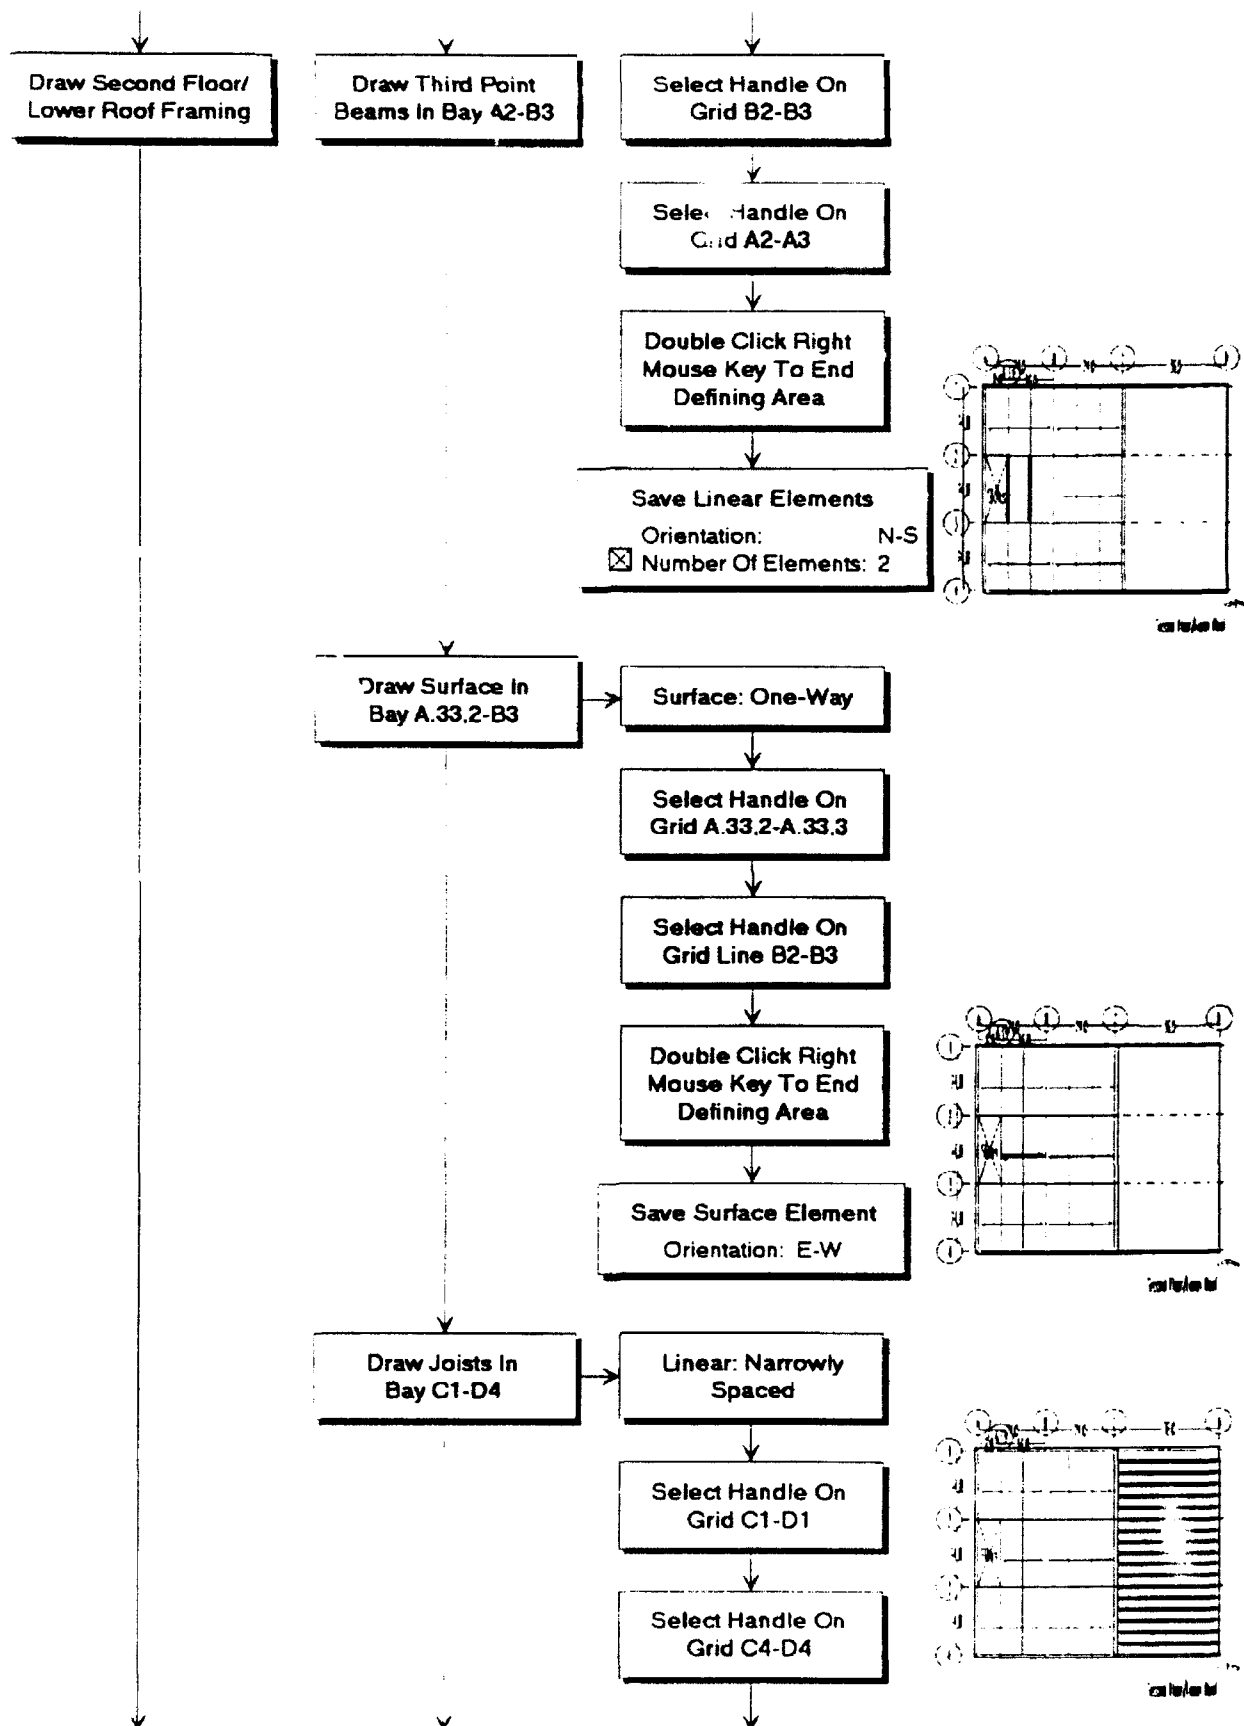 Draw Second Floor/
Lower Roof Framing
Draw Third Point
Beams In Bay A2-B3
Select Handle On
Grid B2-B3
Select Handle On
Grid A2-A3
Double Click Right
Mouse Key To End
Defining Area
Save Linear Elements
Orientation: N-S
Number Of Elements: 2
Draw Surface In
Bay A.33,2-B3
Surface: One-Way
Select Handle On
Grid A.33,2-A.33,3
Select Handle On
Grid Line B2-B3
Double Click Right
Mouse Key To End
Defining Area
Save Surface Element
Orientation: E-W
Draw Joists In
Bay C1-D4
Linear: Narrowly
Spaced
Select Handle On
Grid C1-D1
Select Handle On
Grid C4-D4